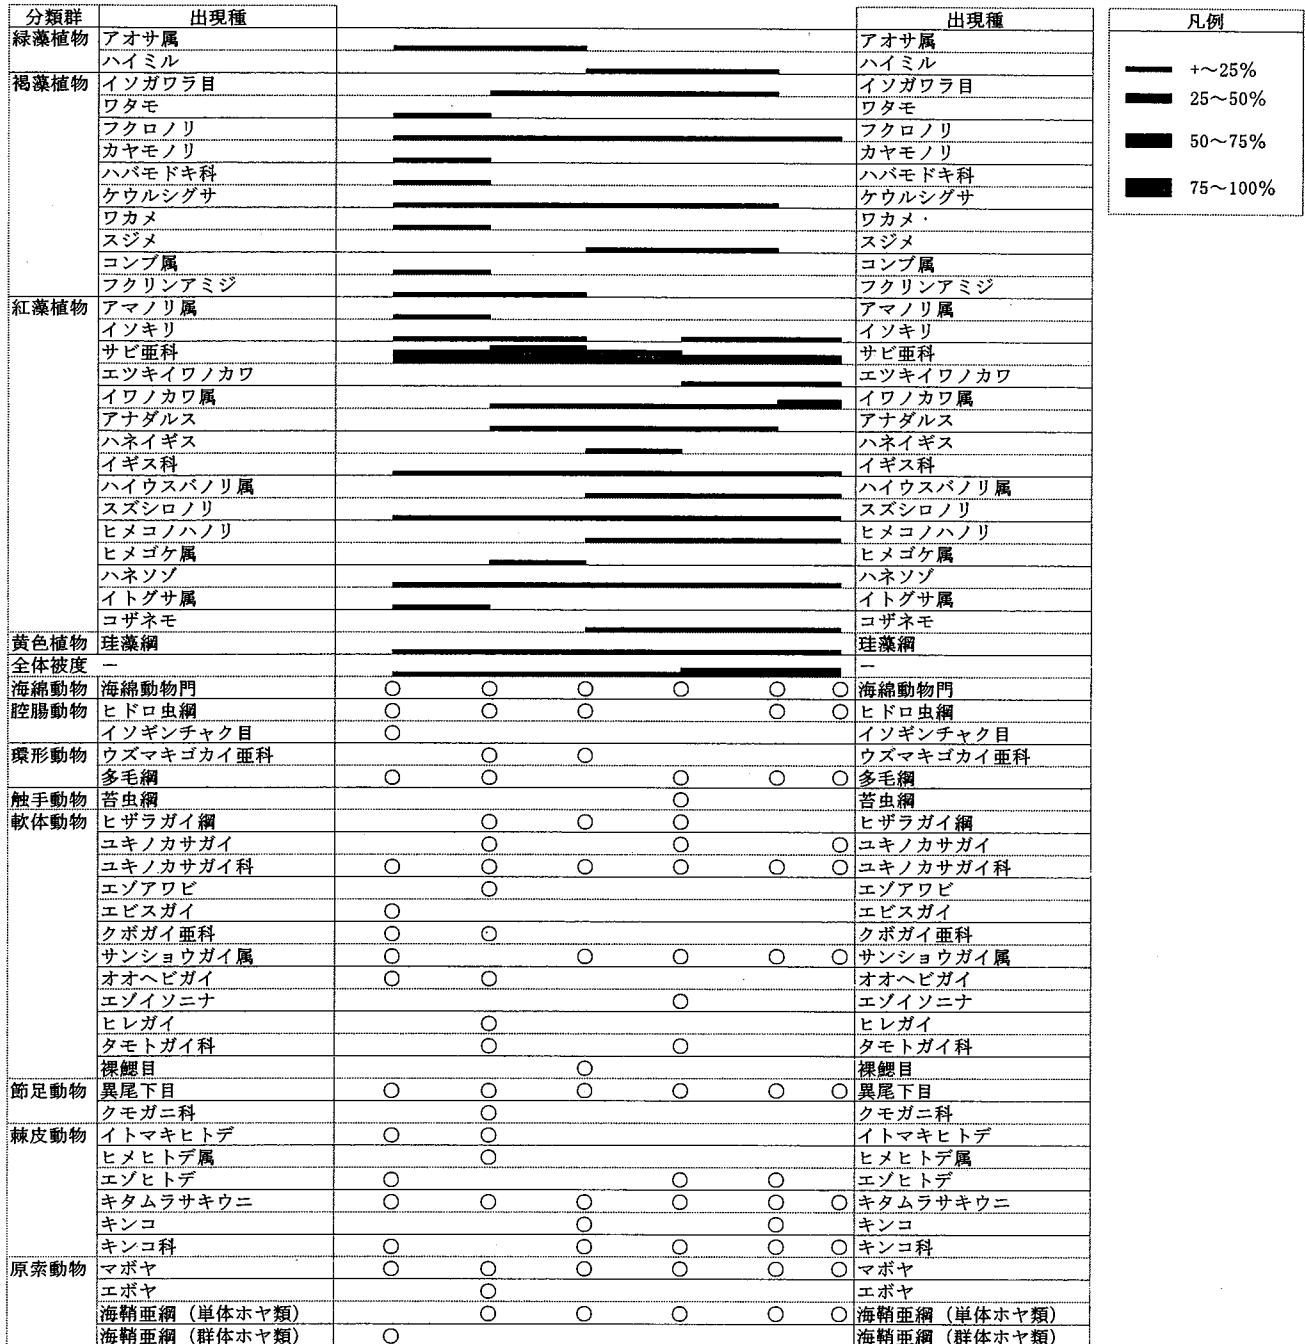 分類群 出現種 出現種 凡例
緑藻植物 アオサ属 アオサ属
ハイミル ハイミル +～25%
褐藻植物 イソガワラ目 イソガワラ目
ワタモ ワタモ 25～50%
フクロノリ フクロノリ
カヤモノリ カヤモノリ 50～75%
ハバモドキ科 ハバモドキ科
ケウルシグサ ケウルシグサ 75～100%
ワカメ ワカメ・
スジメ スジメ
コンブ属 コンブ属
フクリンアミジ フクリンアミジ
紅藻植物 アマノリ属 アマノリ属
イソキリ イソキリ
サビ亜科 サビ亜科
エツキイワノカワ エツキイワノカワ
イワノカワ属 イワノカワ属
アナダルス アナダルス
ハネイギス ハネイギス
イギス科 イギス科
ハイウスバノリ属 ハイウスバノリ属
スズシロノリ スズシロノリ
ヒメコノハノリ ヒメコノハノリ
ヒメゴケ属 ヒメゴケ属
ハネソゾ ハネソゾ
イトグサ属 イトグサ属
コザネモ コザネモ
黄色植物 珪藻綱 珪藻綱
全体被度 － －
海綿動物 海綿動物門 ○ ○ ○ ○ ○ ○ 海綿動物門
腔腸動物 ヒドロ虫綱 ○ ○ ○ ○ ○ ヒドロ虫綱
イソギンチャク目 ○ イソギンチャク目
環形動物 ウズマキゴカイ亜科 ○ ○ ウズマキゴカイ亜科
多毛綱 ○ ○ ○ ○ ○ 多毛綱
触手動物 苔虫綱 ○ 苔虫綱
軟体動物 ヒザラガイ綱 ○ ○ ○ ヒザラガイ綱
ユキノカサガイ ○ ○ ○ ユキノカサガイ
ユキノカサガイ科 ○ ○ ○ ○ ○ ○ ユキノカサガイ科
エゾアワビ ○ エゾアワビ
エビスガイ ○ エビスガイ
クボガイ亜科 ○ ○ クボガイ亜科
サンショウガイ属 ○ ○ ○ ○ ○ サンショウガイ属
オオヘビガイ ○ ○ オオヘビガイ
エゾイソニナ ○ エゾイソニナ
ヒレガイ ○ ヒレガイ
タモトガイ科 ○ ○ タモトガイ科
裸鰓目 ○ 裸鰓目
節足動物 異尾下目 ○ ○ ○ ○ ○ ○ 異尾下目
クモガニ科 ○ クモガニ科
棘皮動物 イトマキヒトデ ○ ○ イトマキヒトデ
ヒメヒトデ属 ○ ヒメヒトデ属
エゾヒトデ ○ ○ ○ エゾヒトデ
キタムラサキウニ ○ ○ ○ ○ ○ ○ キタムラサキウニ
キンコ ○ ○ キンコ
キンコ科 ○ ○ ○ ○ ○ キンコ科
原索動物 マボヤ ○ ○ ○ ○ ○ ○ マボヤ
エボヤ ○ エボヤ
海鞘亜綱（単体ホヤ類） ○ ○ ○ ○ ○ 海鞘亜綱（単体ホヤ類）
海鞘亜綱（群体ホヤ類） ○ 海鞘亜綱（群体ホヤ類）